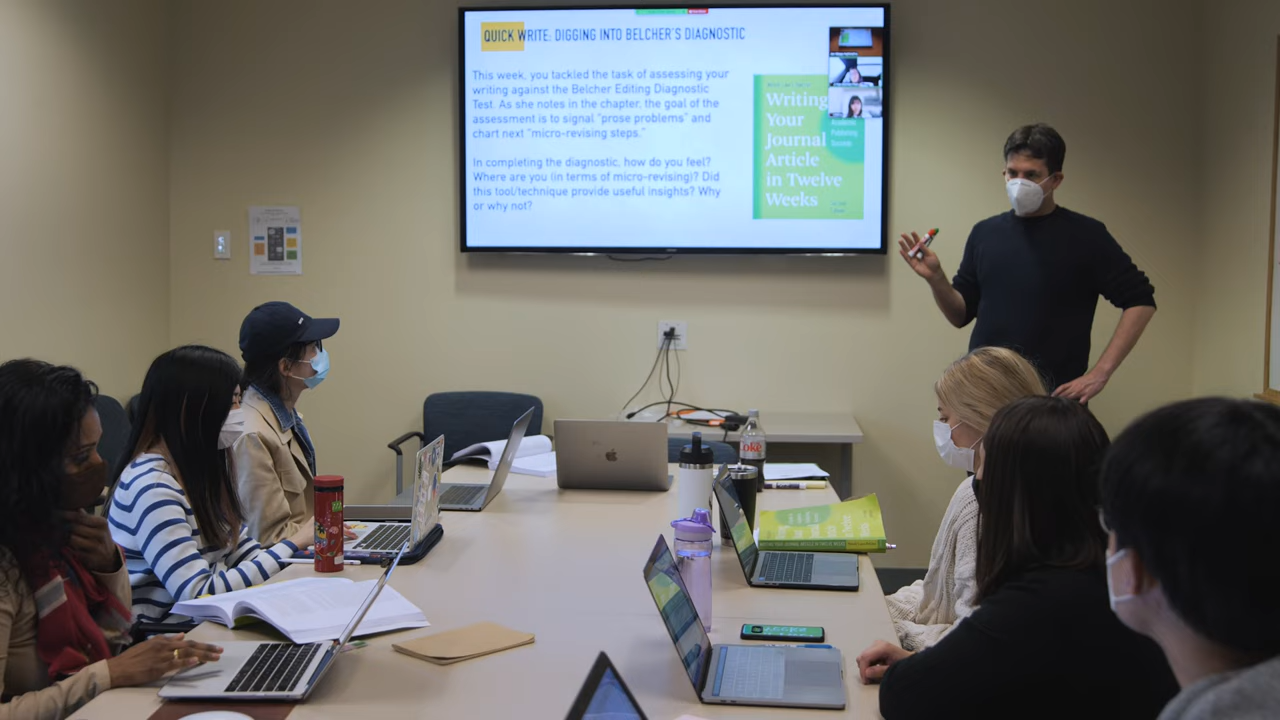 QUICK WRITE: DIGGING INTO BELCHER'S DIAGNOSTIC
This week, you tackled the task of assessing your
writing against the Belcher Editing Diagnostic
Test. As she notes in the chapter, the goal of the
assessment is to signal "prose problems" and
chart next "micro-revising steps."
In completing the diagnostic, how do you feel?
Where are you (in terms of micro-revising)? Did
this tool/technique provide useful insights? Why
or why not?
Writing
Your
Journal
Article
in Twelve
Weeks
Academic
Publishing
Success
coke